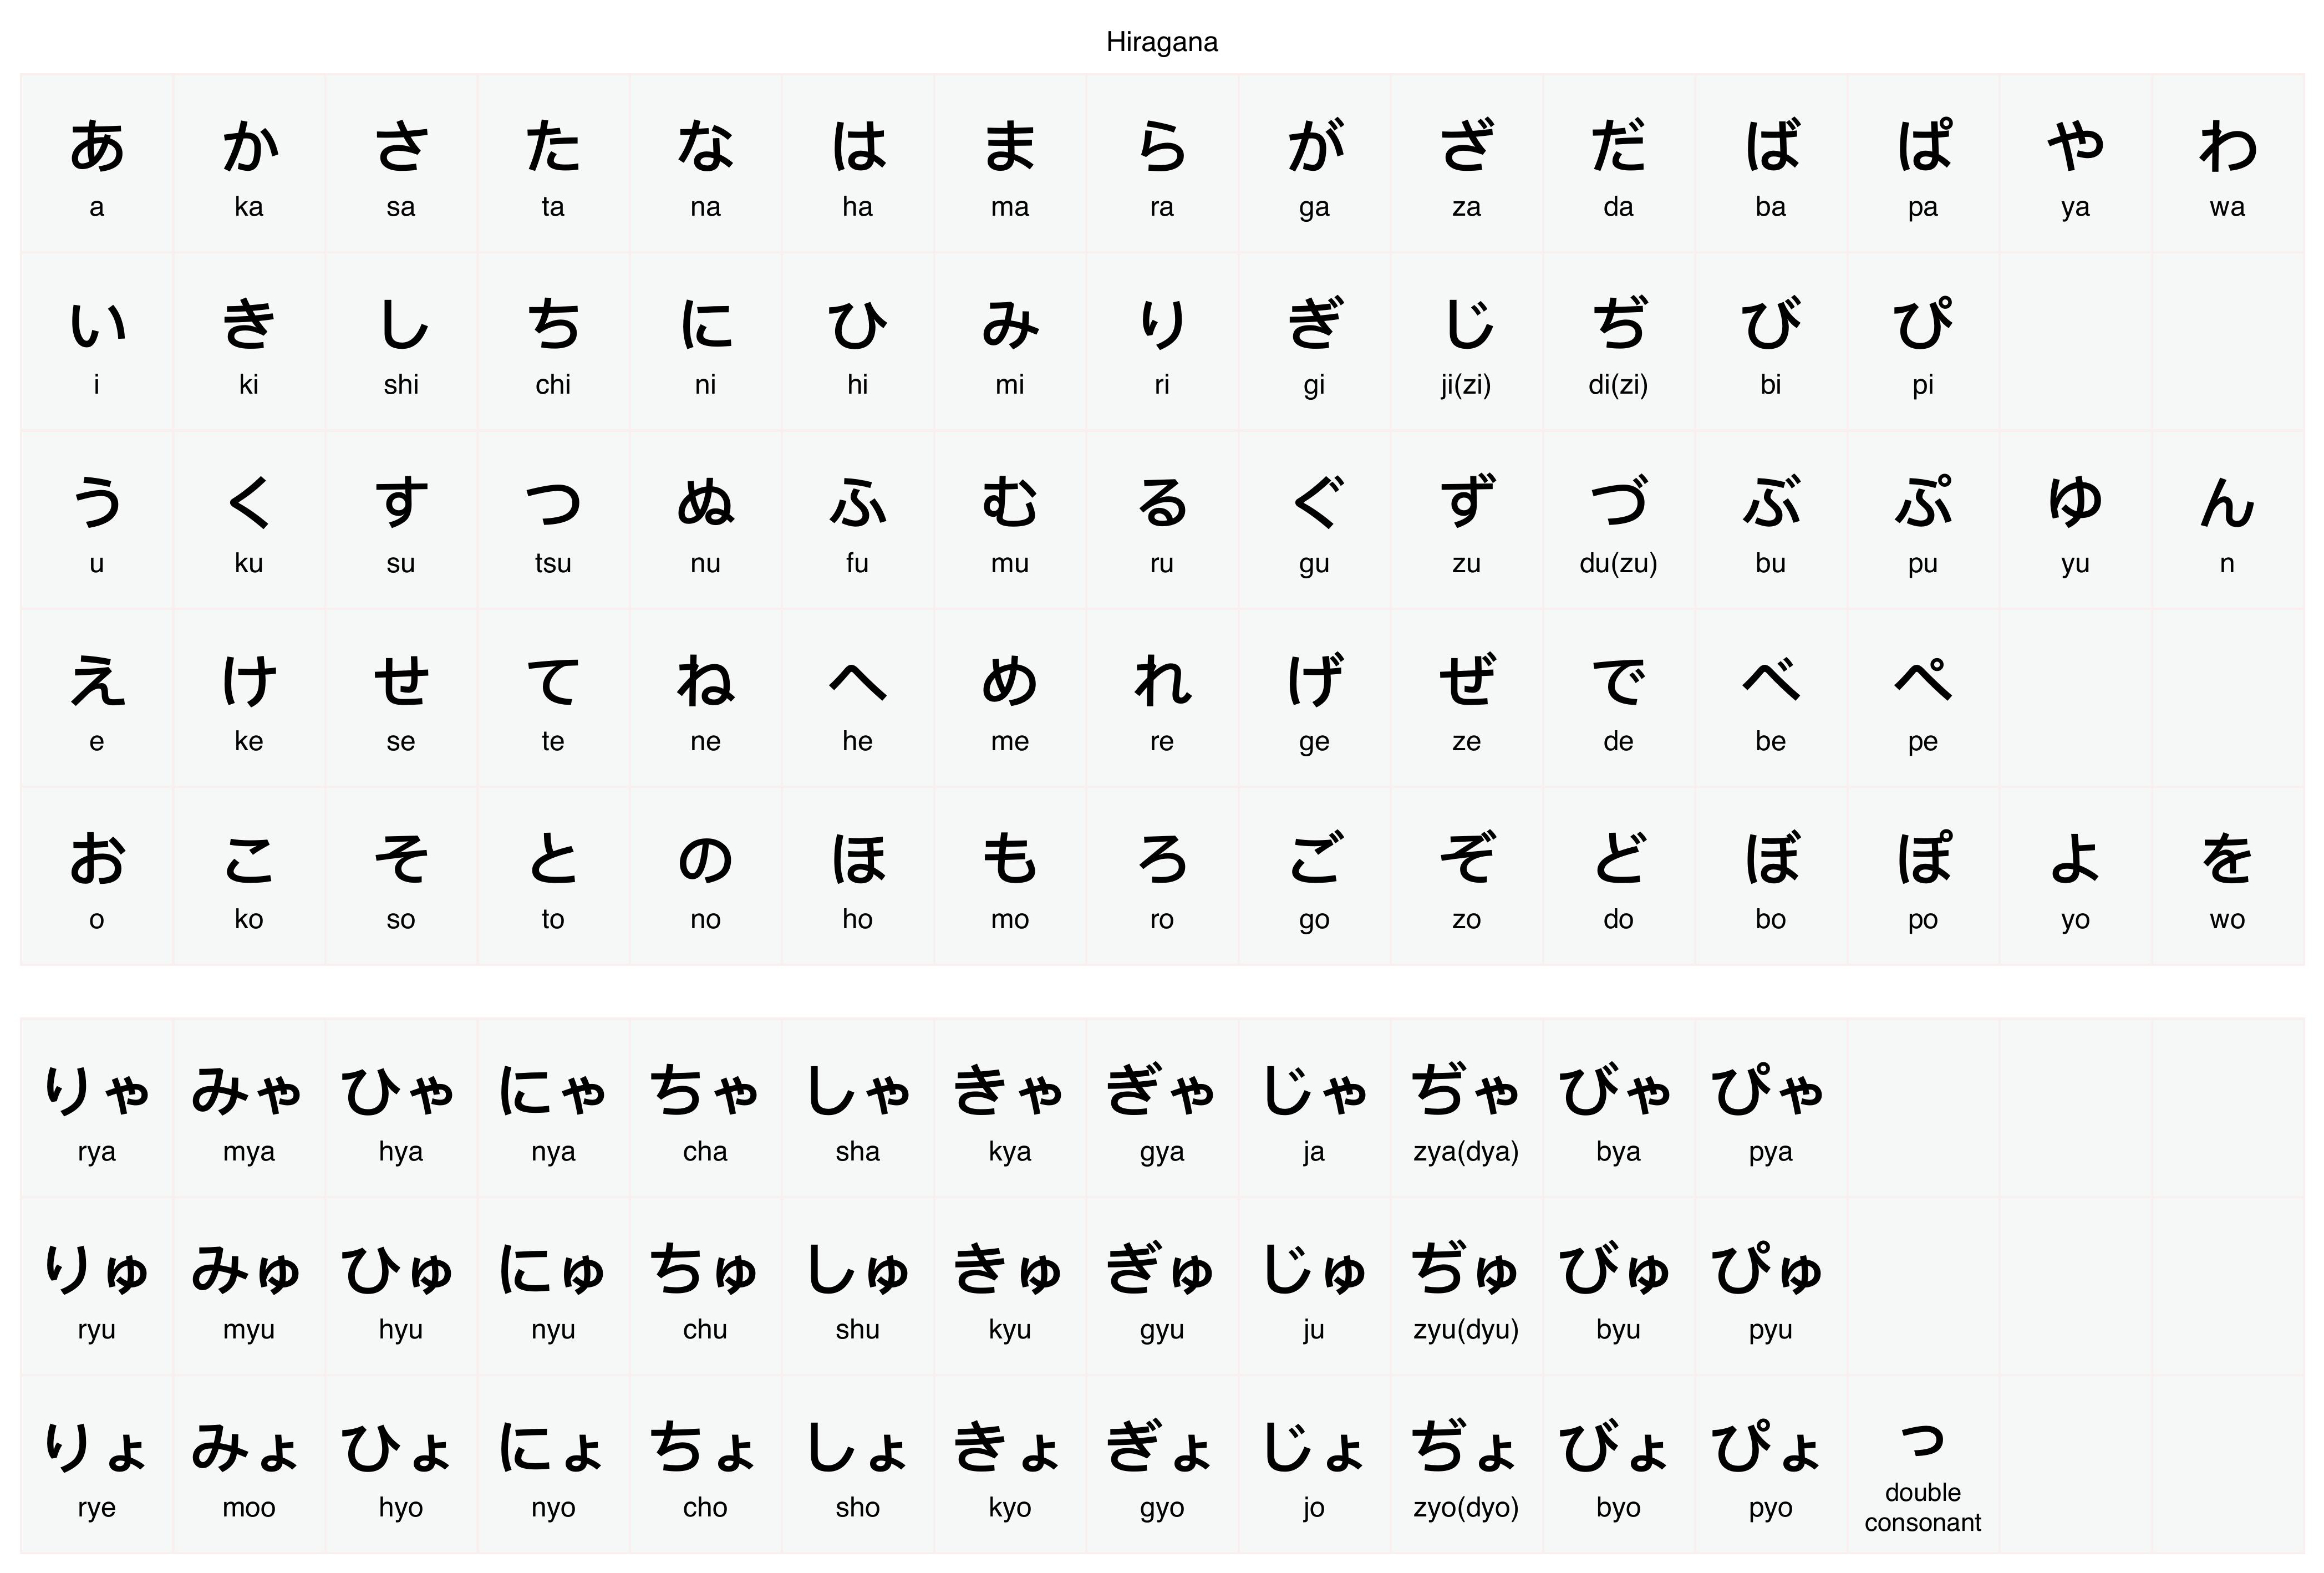 Hiragana
あ か さ た な は ま ら が ざ だ ば ぱ や わ
a ka sa ta na ha ma ra ga za da ba pa ya wa
い き し ち に ひ み り ぎ じ ぢ び ぴ
i ki shi chi ni hi mi ri gi ji(zi) di(zi) bi pi
う く す つ ぬ ふ む る ぐ ず づ ぶ ぷ ゆ ん
u ku su tsu nu fu mu ru gu zu du(zu) bu pu yu n
え け せ て ね へ め れ げ ぜ で べ ぺ
e ke se te ne he me re ge ze de be pe
お こ そ と の ほ も ろ ご ぞ ど ぼ ぽ よ を
o ko so to no ho mo ro go zo do bo po yo wo
りゃ みゃ ひゃ にゃ ちゃ しゃ きゃ ぎゃ じゃ ぢゃ びゃ ぴゃ
rya mya hya nya cha sha kya gya ja zya(dya) bya pya
りゅ みゅ ひゅ にゅ ちゅ しゅ きゅ ぎゅ じゅ ぢゅ びゅ ぴゅ
ryu myu hyu nyu chu shu kyu gyu ju zyu(dyu) byu pyu
りょ みょ ひょ にょ ちょ しょ きょ ぎょ じょ ぢょ びょ ぴょ っ
rye moo hyo nyo cho sho kyo gyo jo zyo(dyo) byo pyo double
consonant